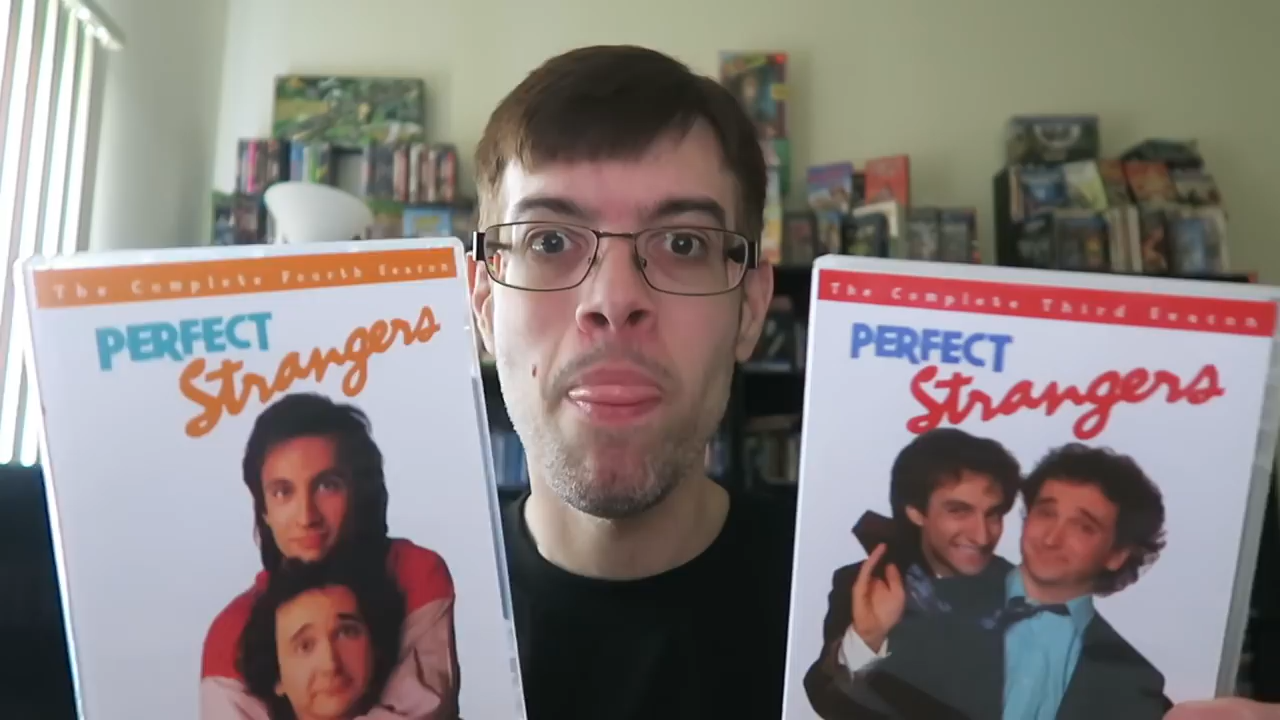 The Complete Fourth Season
PERFECT
Strangers
The Complete Third Season
PERFECT
Strangers